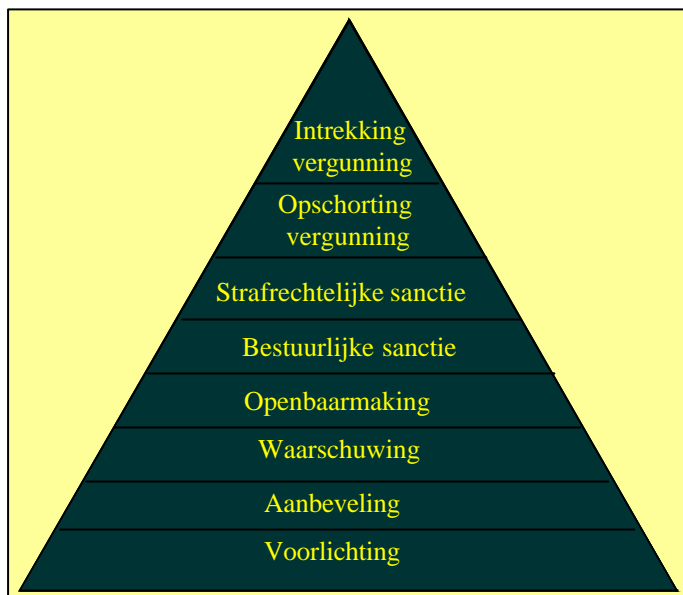 Intrekking
vergunning
Opschorting
vergunning
Strafrechtelijke sanctie
Bestuurlijke sanctie
Openbaarmaking
Waarschuwing
Aanbeveling
Voorlichting